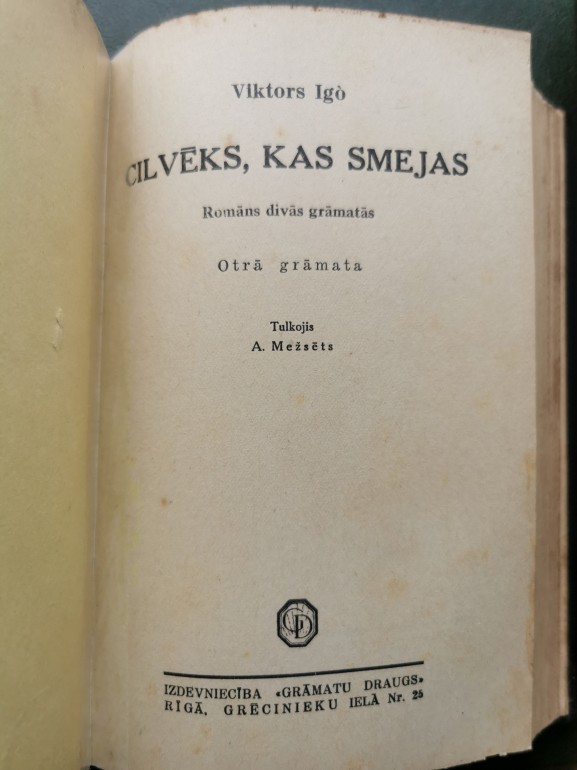 Viktors Igò
CILVĒKS, KAS SMEJAS
Romāns divās grāmatās
Otrā grāmata
Tulkojis
A. Mežsēts
GD
IZDEVNIECĪBA «GRĀMATU DRAUGS»
RĪGĀ, GRĒCINIEKU IELĀ Nr. 25